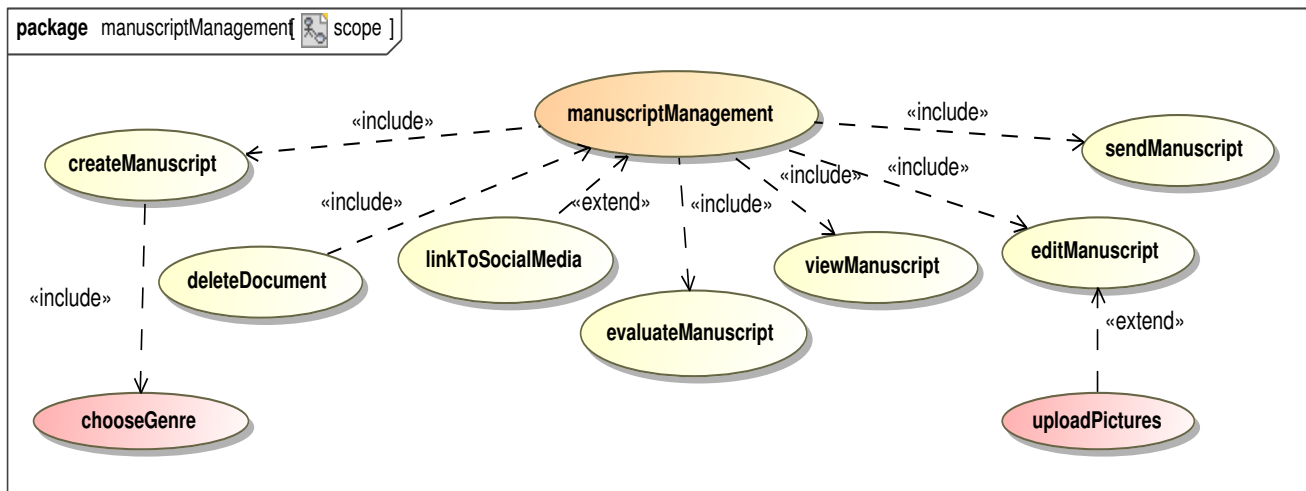 package manuscriptManagement[ scope ]
manuscriptManagement
«include»
«include»
createManuscript
sendManuscript
«include»
«extend»
«include»
«include»
«include»
deleteDocument
linkToSocialMedia
viewManuscript
editManuscript
«include»
evaluateManuscript
«extend»
chooseGenre
uploadPictures